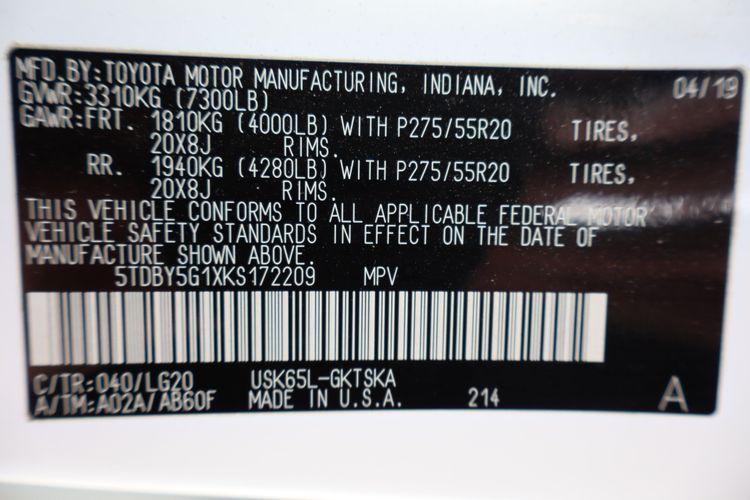 MFD.BY:TOYOTA MOTOR MANUFACTURING, INDIANA, INC. 04/19
GVWR:3310KG (7300LB)
GAWR:FRT. 1810KG (4000LB) WITH P275/55R20 TIRES,
20X8J RIMS.
RR. 1940KG (4280LB) WITH P275/55R20 TIRES,
20X8J RIMS.
THIS VEHICLE CONFORMS TO ALL APPLICABLE FEDERAL MOTOR
VEHICLE SAFETY STANDARDS IN EFFECT ON THE DATE OF
MANUFACTURE SHOWN ABOVE.
5TDBY5G1XKS172209 MPV
C/TR:040/LG20 USK65L-GKTSKA
A/TM:A02A/AB60F MADE IN U.S.A. 214 A